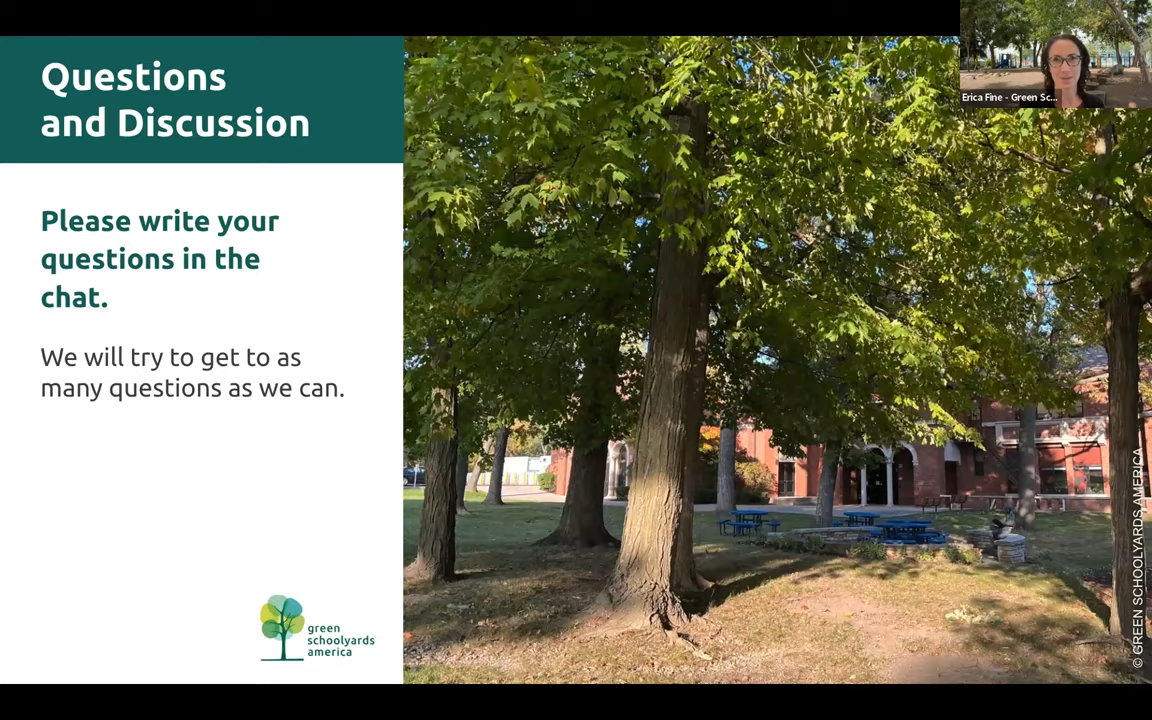 Questions
and Discussion
Please write your
questions in the
chat.
We will try to get to as
many questions as we can.
green
schoolyards
america
Erica Fine - Green Sc...
© GREEN SCHOOLYARDS AMERICA